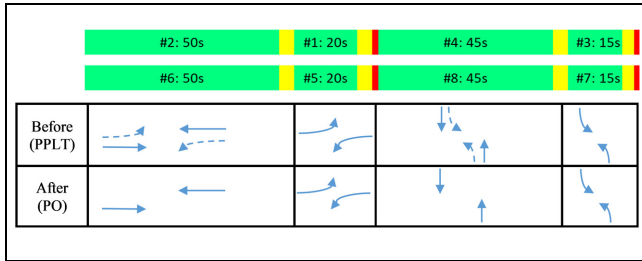 #2: 50s #1: 20s #4: 45s #3: 15s
#6: 50s #5: 20s #8: 45s #7: 15s
Before
(PPLT)
After
(PO)